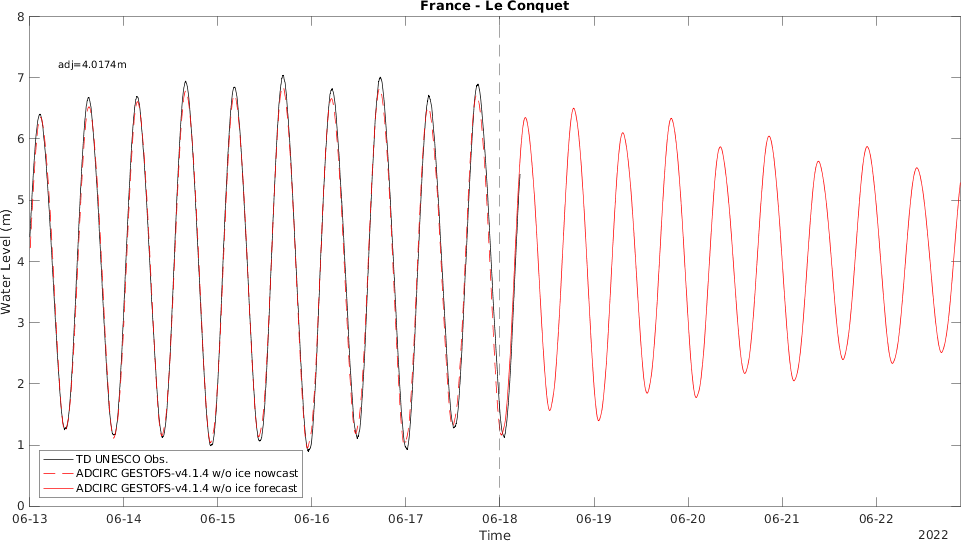 France - Le Conquet
adj=4.0174m
8
7
6
5
4
3
2
1
0
Water Level (m)
TD UNESCO Obs.
ADCIRC GESTOFS-v4.1.4 w/o ice nowcast
ADCIRC GESTOFS-v4.1.4 w/o ice forecast
06-13 06-14 06-15 06-16 06-17 06-18 06-19 06-20 06-21 06-22
Time
2022